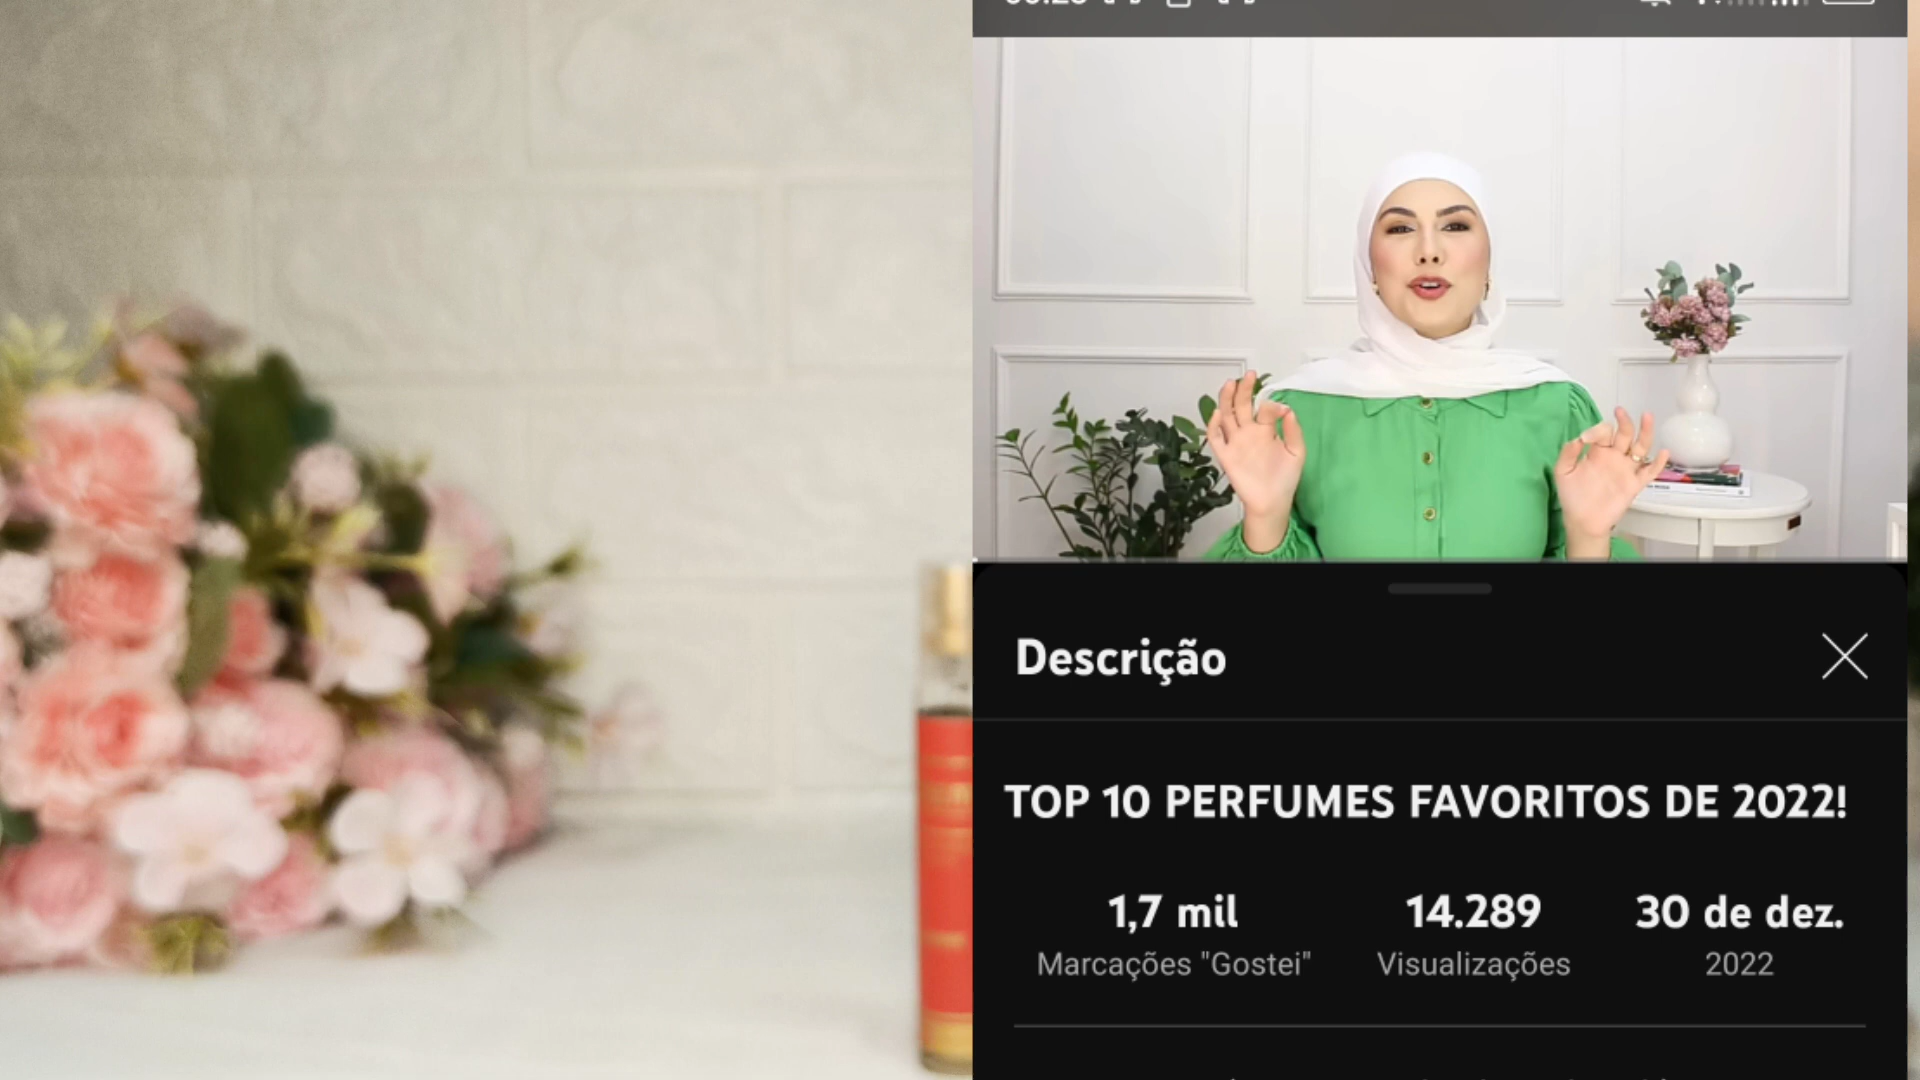 Descrição
TOP 10 PERFUMES FAVORITOS DE 2022!
1,7 mil
14.289
30 de dez.
Marcações "Gostei"
Visualizações
2022